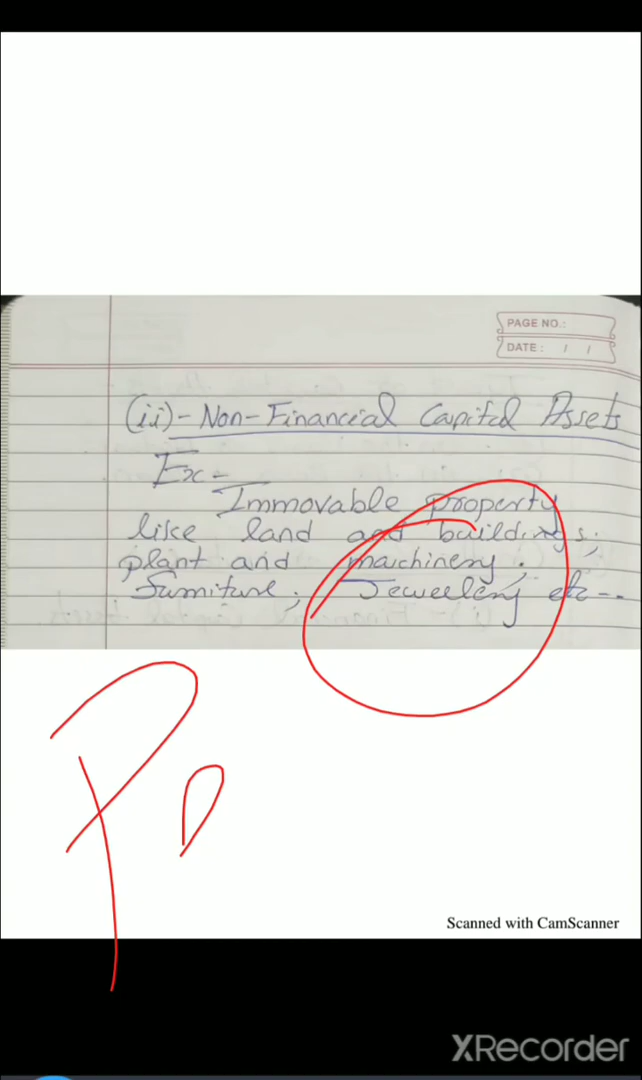 PAGE NO.:
DATE: / /
(ii)- Non-Financial Capital Assets
Ex-
Immovable property
like land and buildings;
plant and machinery;
furniture; Jeweelery etc--
Scanned with CamScanner
XRecorder